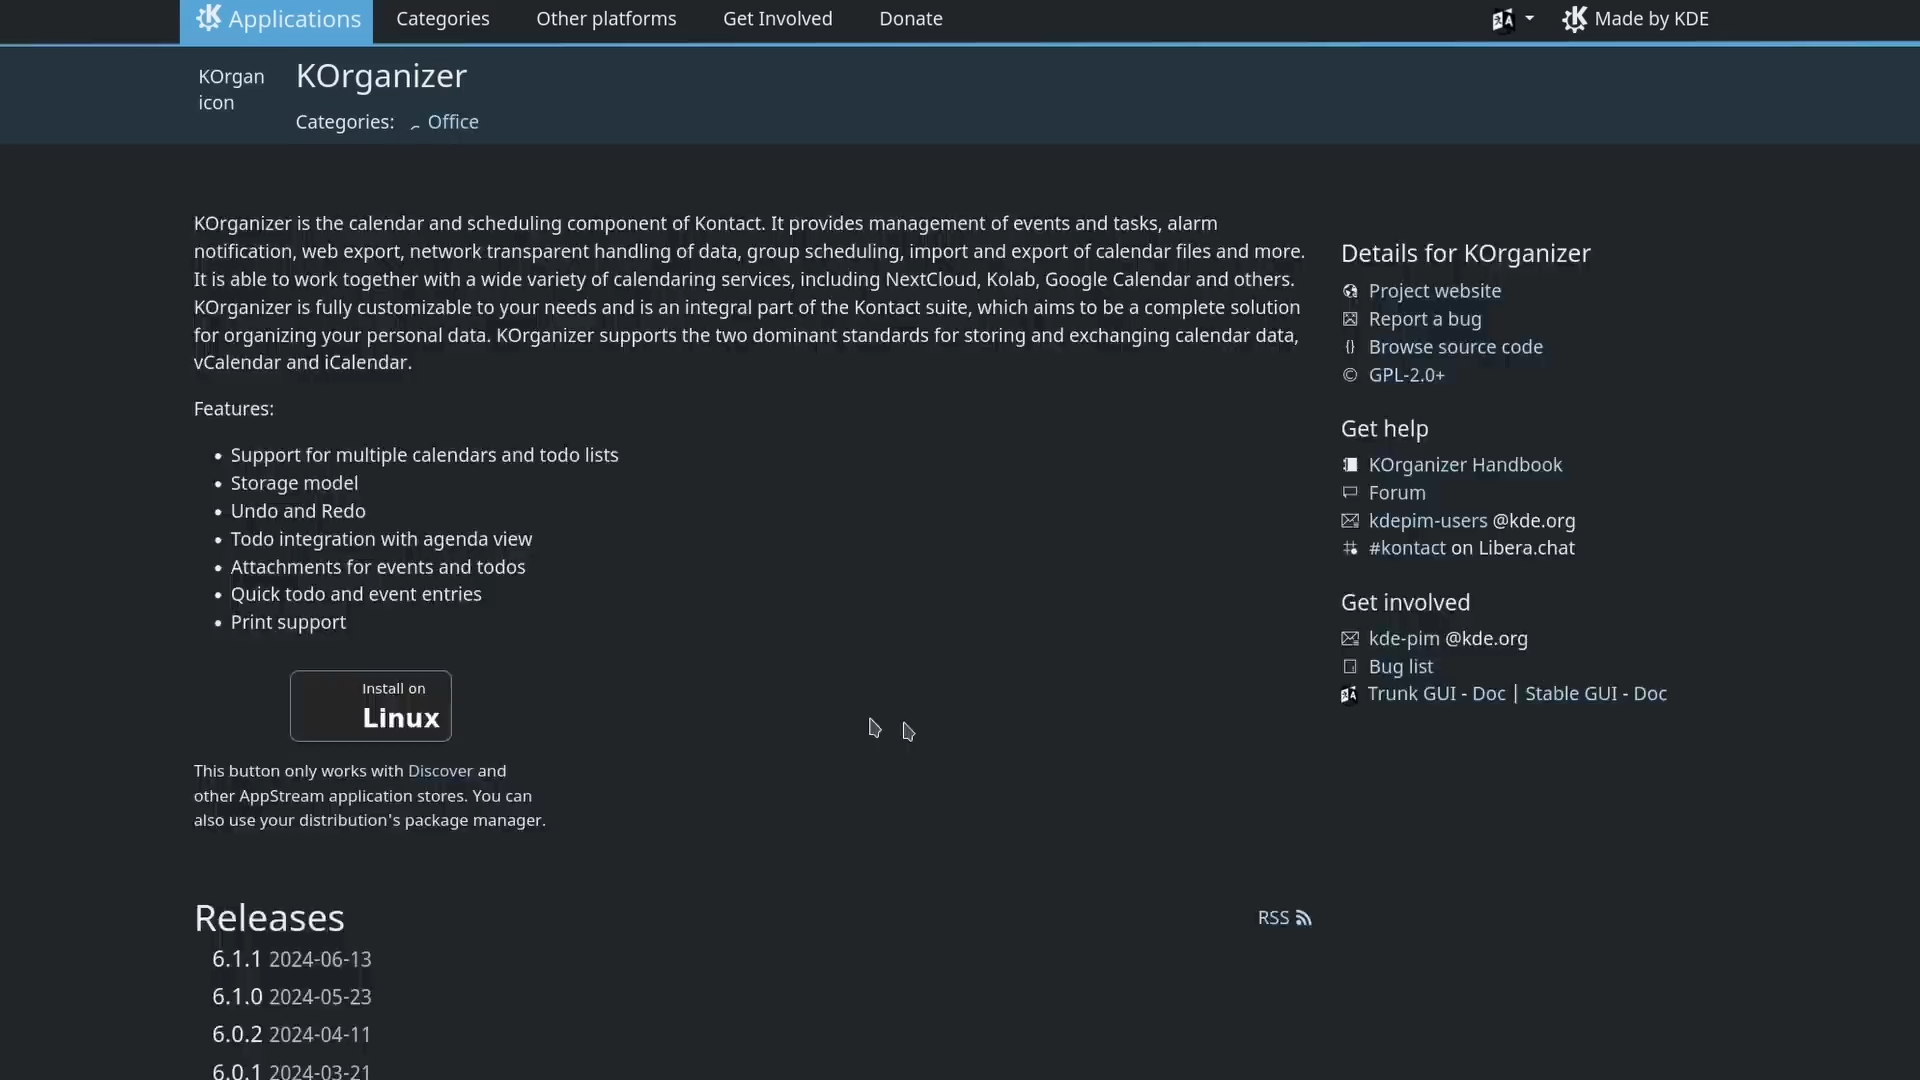 Applications Categories Other platforms Get Involved Donate Made by KDE
KOrgan
icon
KOrganizer
Categories: Office
KOrganizer is the calendar and scheduling component of Kontact. It provides management of events and tasks, alarm
notification, web export, network transparent handling of data, group scheduling, import and export of calendar files and more.
It is able to work together with a wide variety of calendaring services, including NextCloud, Kolab, Google Calendar and others.
KOrganizer is fully customizable to your needs and is an integral part of the Kontact suite, which aims to be a complete solution
for organizing your personal data. KOrganizer supports the two dominant standards for storing and exchanging calendar data,
vCalendar and iCalendar.
Features:
• Support for multiple calendars and todo lists
• Storage model
• Undo and Redo
• Todo integration with agenda view
• Attachments for events and todos
• Quick todo and event entries
• Print support
Install on
Linux
This button only works with Discover and
other AppStream application stores. You can
also use your distribution's package manager.
Details for KOrganizer
Project website
Report a bug
Browse source code
GPL-2.0+
Get help
KOrganizer Handbook
Forum
kdepim-users @kde.org
#kontact on Libera.chat
Get involved
kde-pim @kde.org
Bug list
Trunk GUI - Doc | Stable GUI - Doc
Releases
RSS
6.1.1 2024-06-13
6.1.0 2024-05-23
6.0.2 2024-04-11
6.0.1 2024-03-21